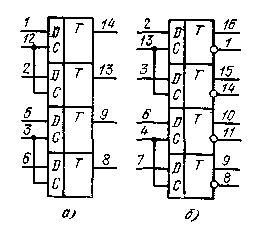 1 D T 14
12 C
2 D T 13
C
5 D T 9
3 C
6 D T 8
C
а)
2 D T 16
13 C 1
3 D T 15
C 14
6 D T 10
4 C 11
7 D T 9
C 8
б)